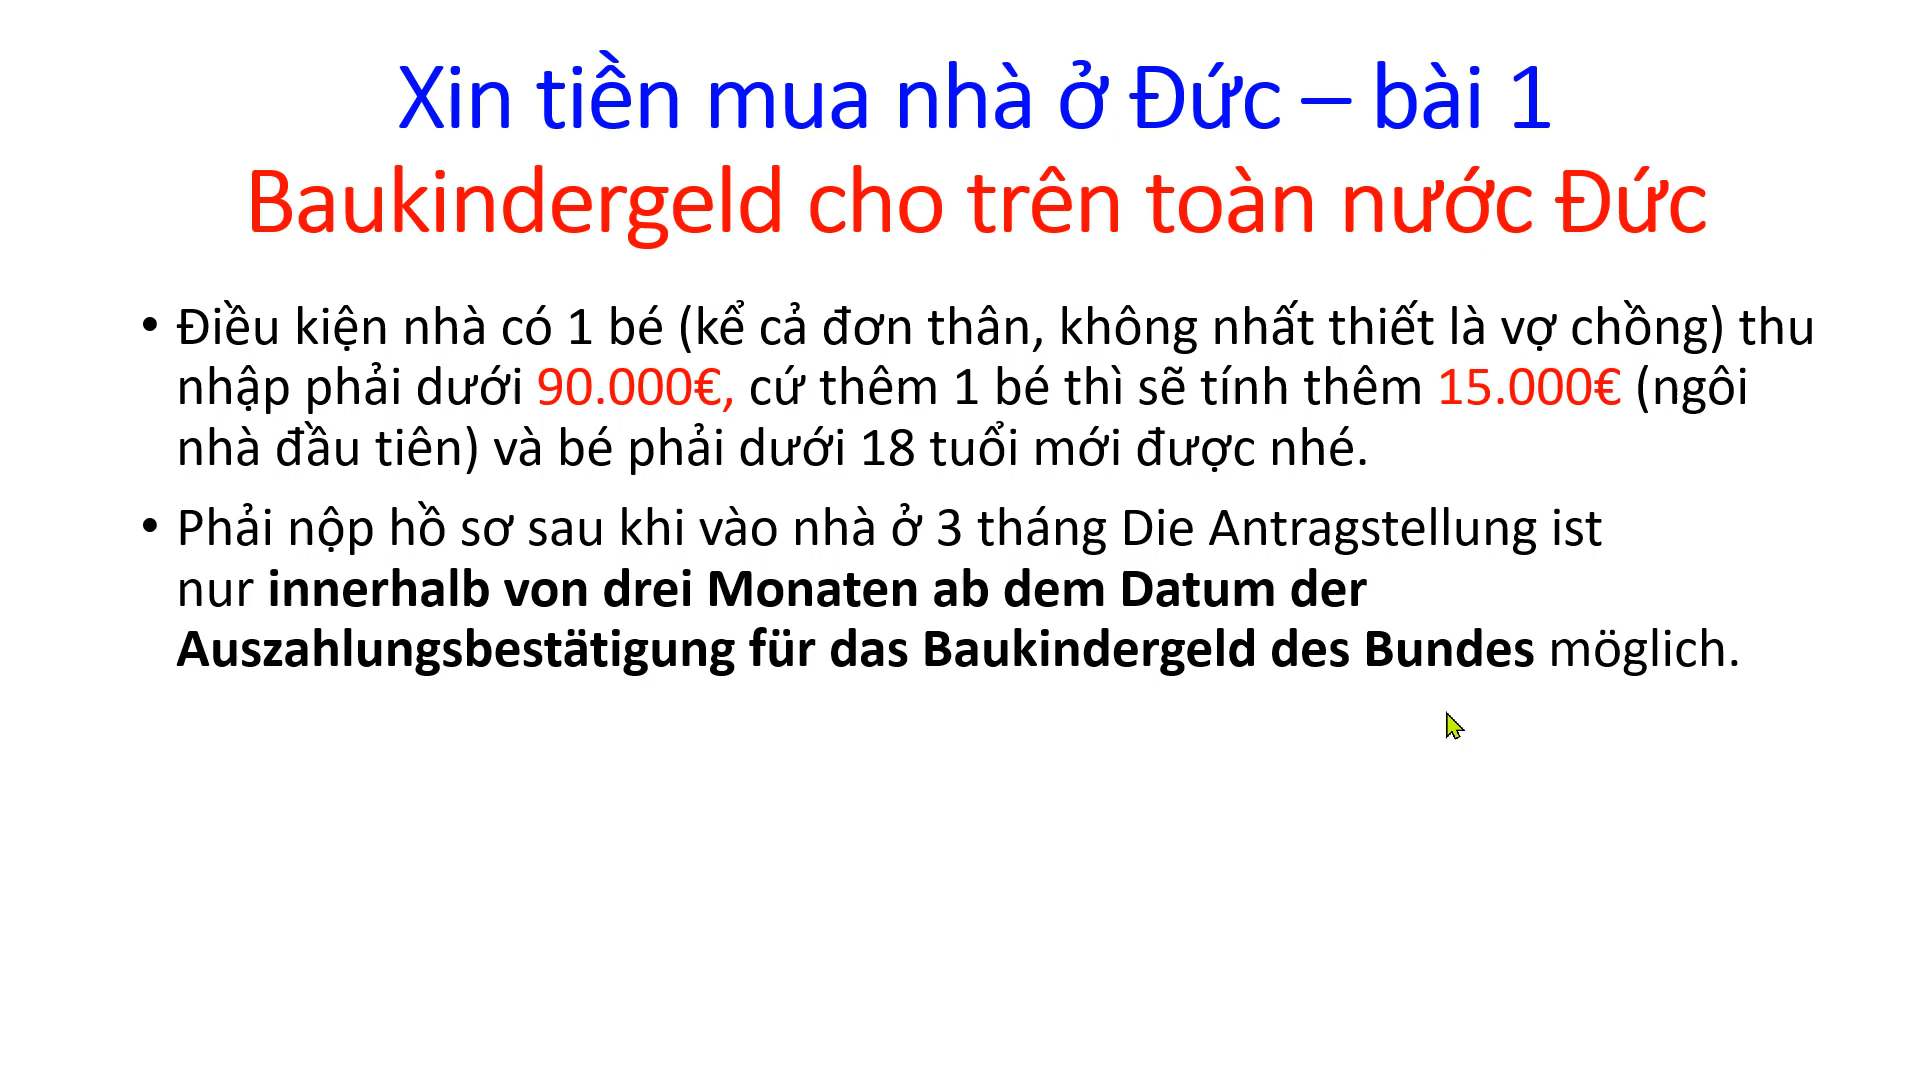 Xin tiền mua nhà ở Đức – bài 1
Baukindergeld cho trên toàn nước Đức
• Điều kiện nhà có 1 bé (kể cả đơn thân, không nhất thiết là vợ chồng) thu
nhập phải dưới 90.000€, cứ thêm 1 bé thì sẽ tính thêm 15.000€ (ngôi
nhà đầu tiên) và bé phải dưới 18 tuổi mới được nhé.
• Phải nộp hồ sơ sau khi vào nhà ở 3 tháng Die Antragstellung ist
nur innerhalb von drei Monaten ab dem Datum der
Auszahlungsbestätigung für das Baukindergeld des Bundes möglich.